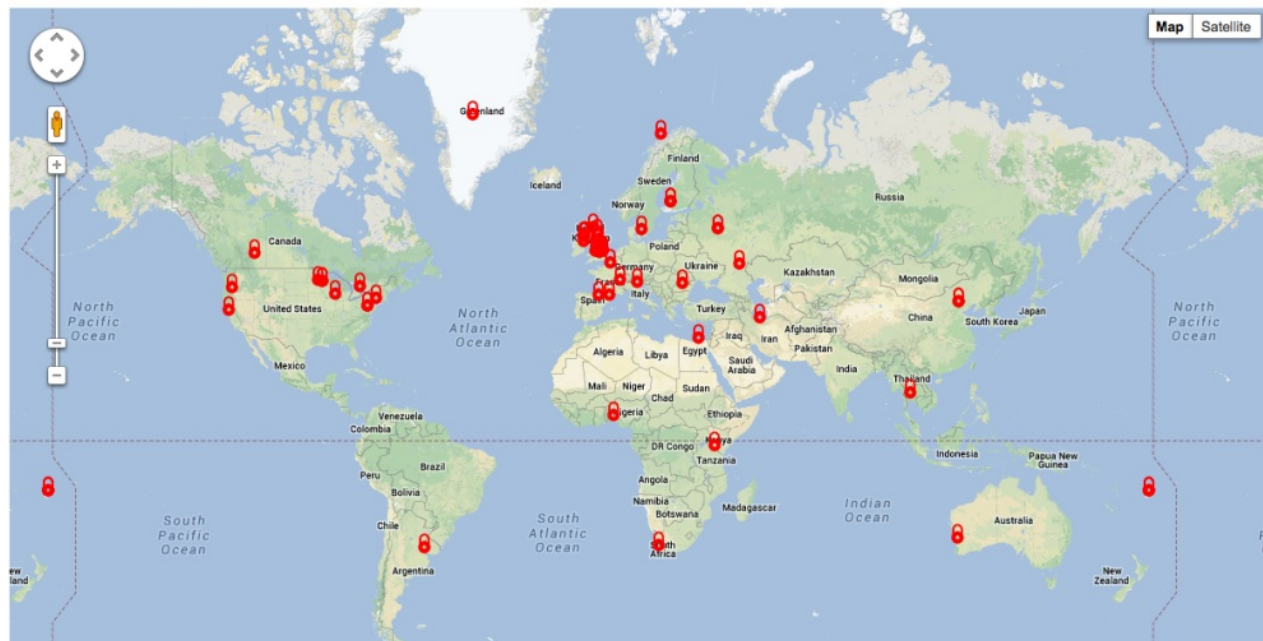 Map Satellite
Greenland
Iceland
Finland
Sweden
Norway
Russia
Canada
Poland
Germany
Ukraine
Kazakhstan
Mongolia
Spain
Italy
Turkey
United States
North
Pacific
Ocean
North
Atlantic
Ocean
Iraq
Iran
Afghanistan
Pakistan
China
South Korea
Japan
North
Pacific
Ocean
Mexico
Algeria
Libya
Egypt
Saudi
Arabia
India
Thailand
Mali
Niger
Chad
Sudan
Nigeria
Ethiopia
Venezuela
Colombia
DR Congo
Kenya
Tanzania
Indonesia
Papua New
Guinea
Brazil
Peru
Bolivia
Angola
Namibia
Botswana
Madagascar
Indian
Ocean
Australia
Chile
South
Pacific
Ocean
South
Atlantic
Ocean
South
Africa
Argentina
New
Zealand
ew
land